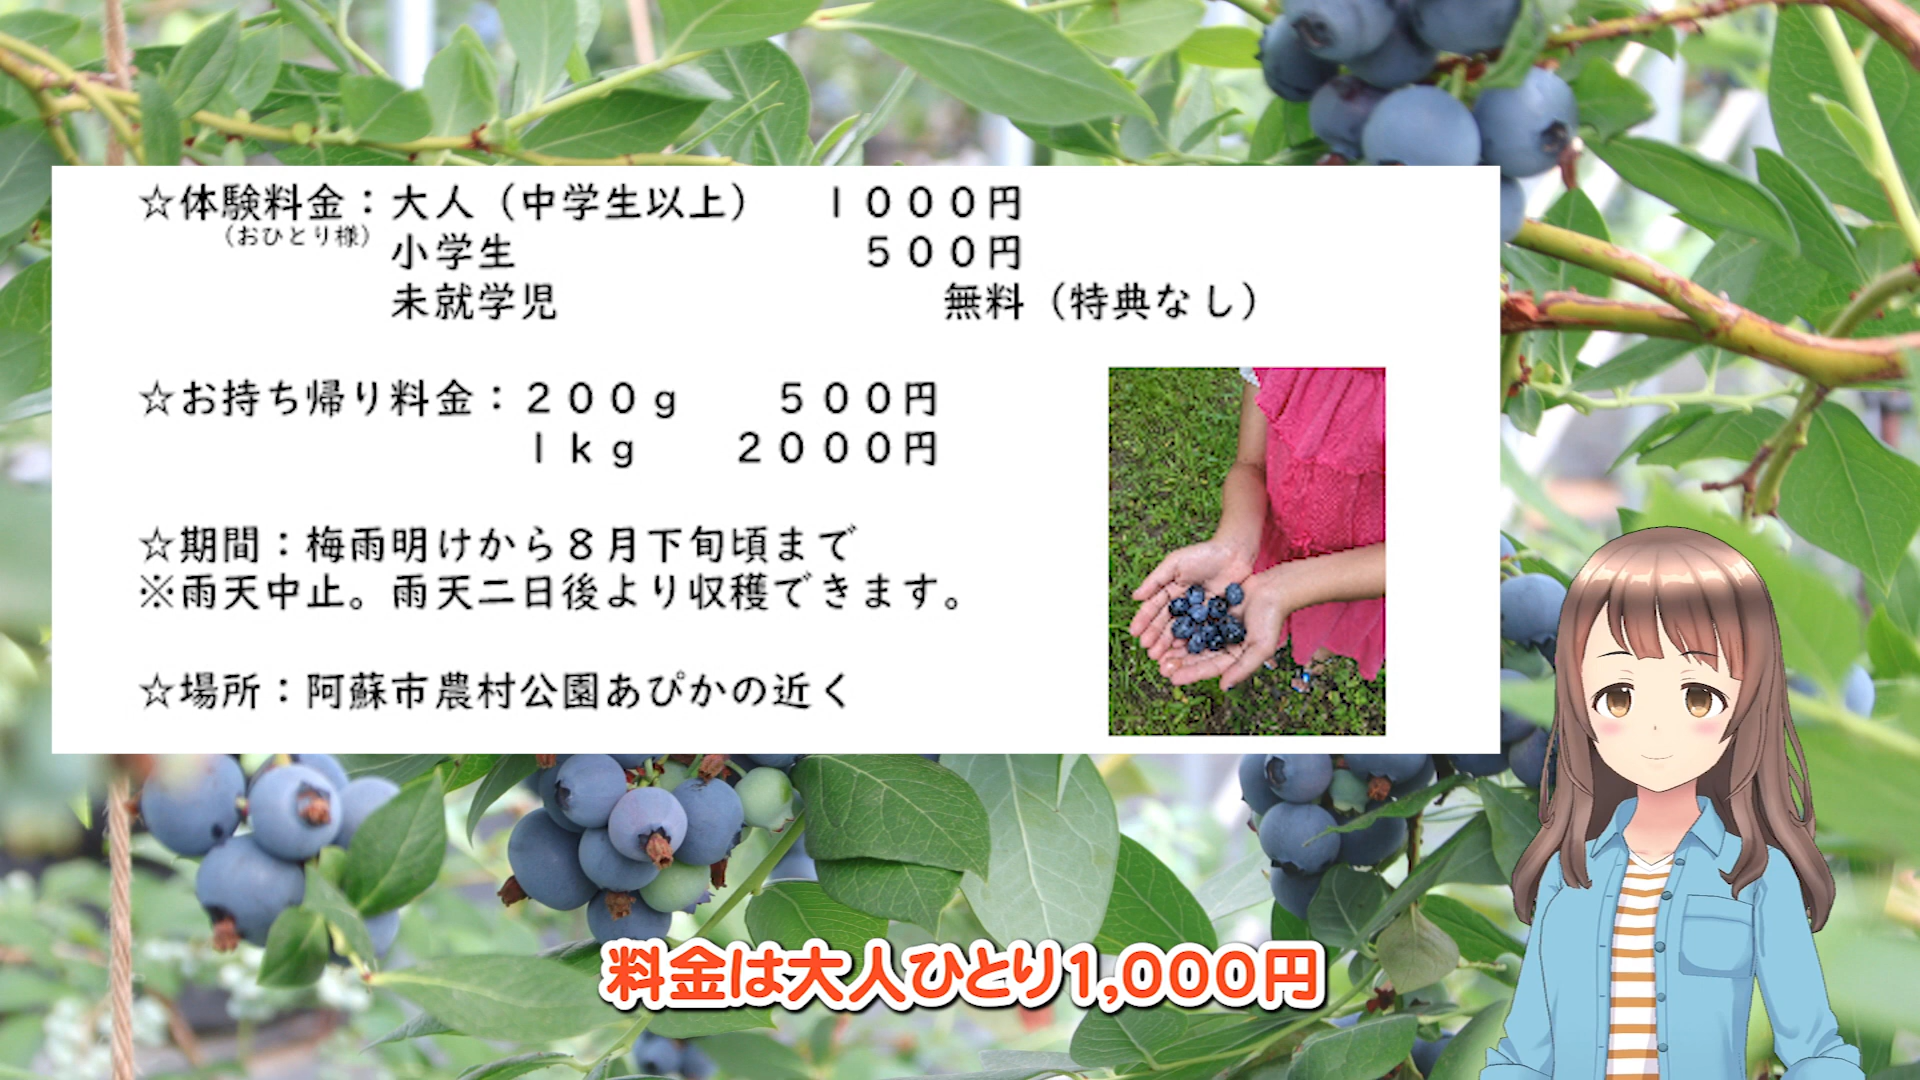 ☆体験料金：大人（中学生以上）　１０００円
（おひとり様）
小学生　５００円
未就学児　無料（特典なし）
☆お持ち帰り料金：２００ｇ　５００円
１ｋｇ　２０００円
☆期間：梅雨明けから８月下旬頃まで
※雨天中止。雨天二日後より収穫できます。
☆場所：阿蘇市農村公園あぴかの近く
料金は大人ひとり1,000円